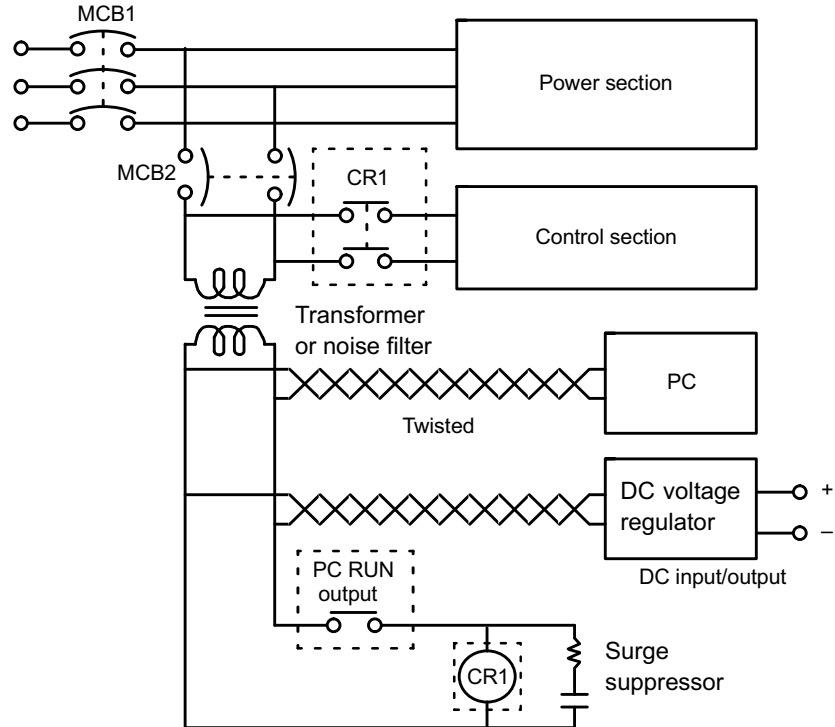 MCB1
Power section
MCB2
CR1
Control section
Transformer
or noise filter
PC
Twisted
DC voltage
regulator
+
–
DC input/output
PC RUN
output
CR1
Surge
suppressor